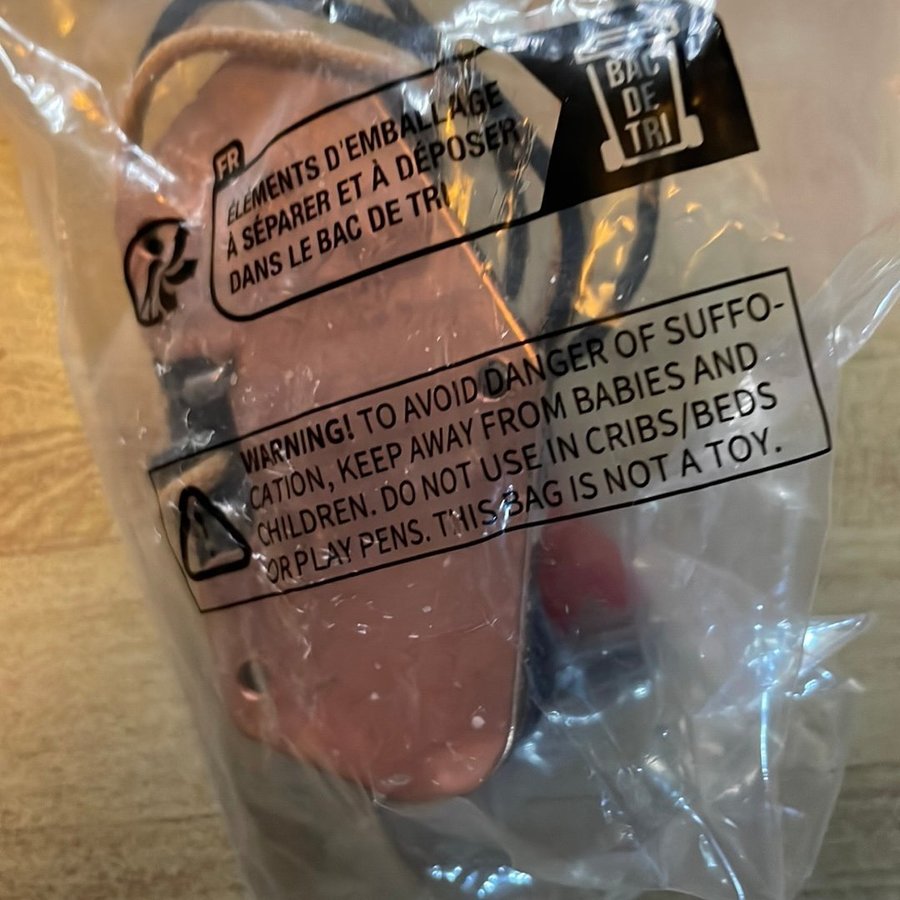 FR
ÉLÉMENTS D'EMBALLAGE
À SÉPARER ET À DÉPOSER
DANS LE BAC DE TRI
BAC
DE
TRI
WARNING! TO AVOID DANGER OF SUFFO-
CATION, KEEP AWAY FROM BABIES AND
CHILDREN. DO NOT USE IN CRIBS/BEDS
OR PLAY PENS. THIS BAG IS NOT A TOY.